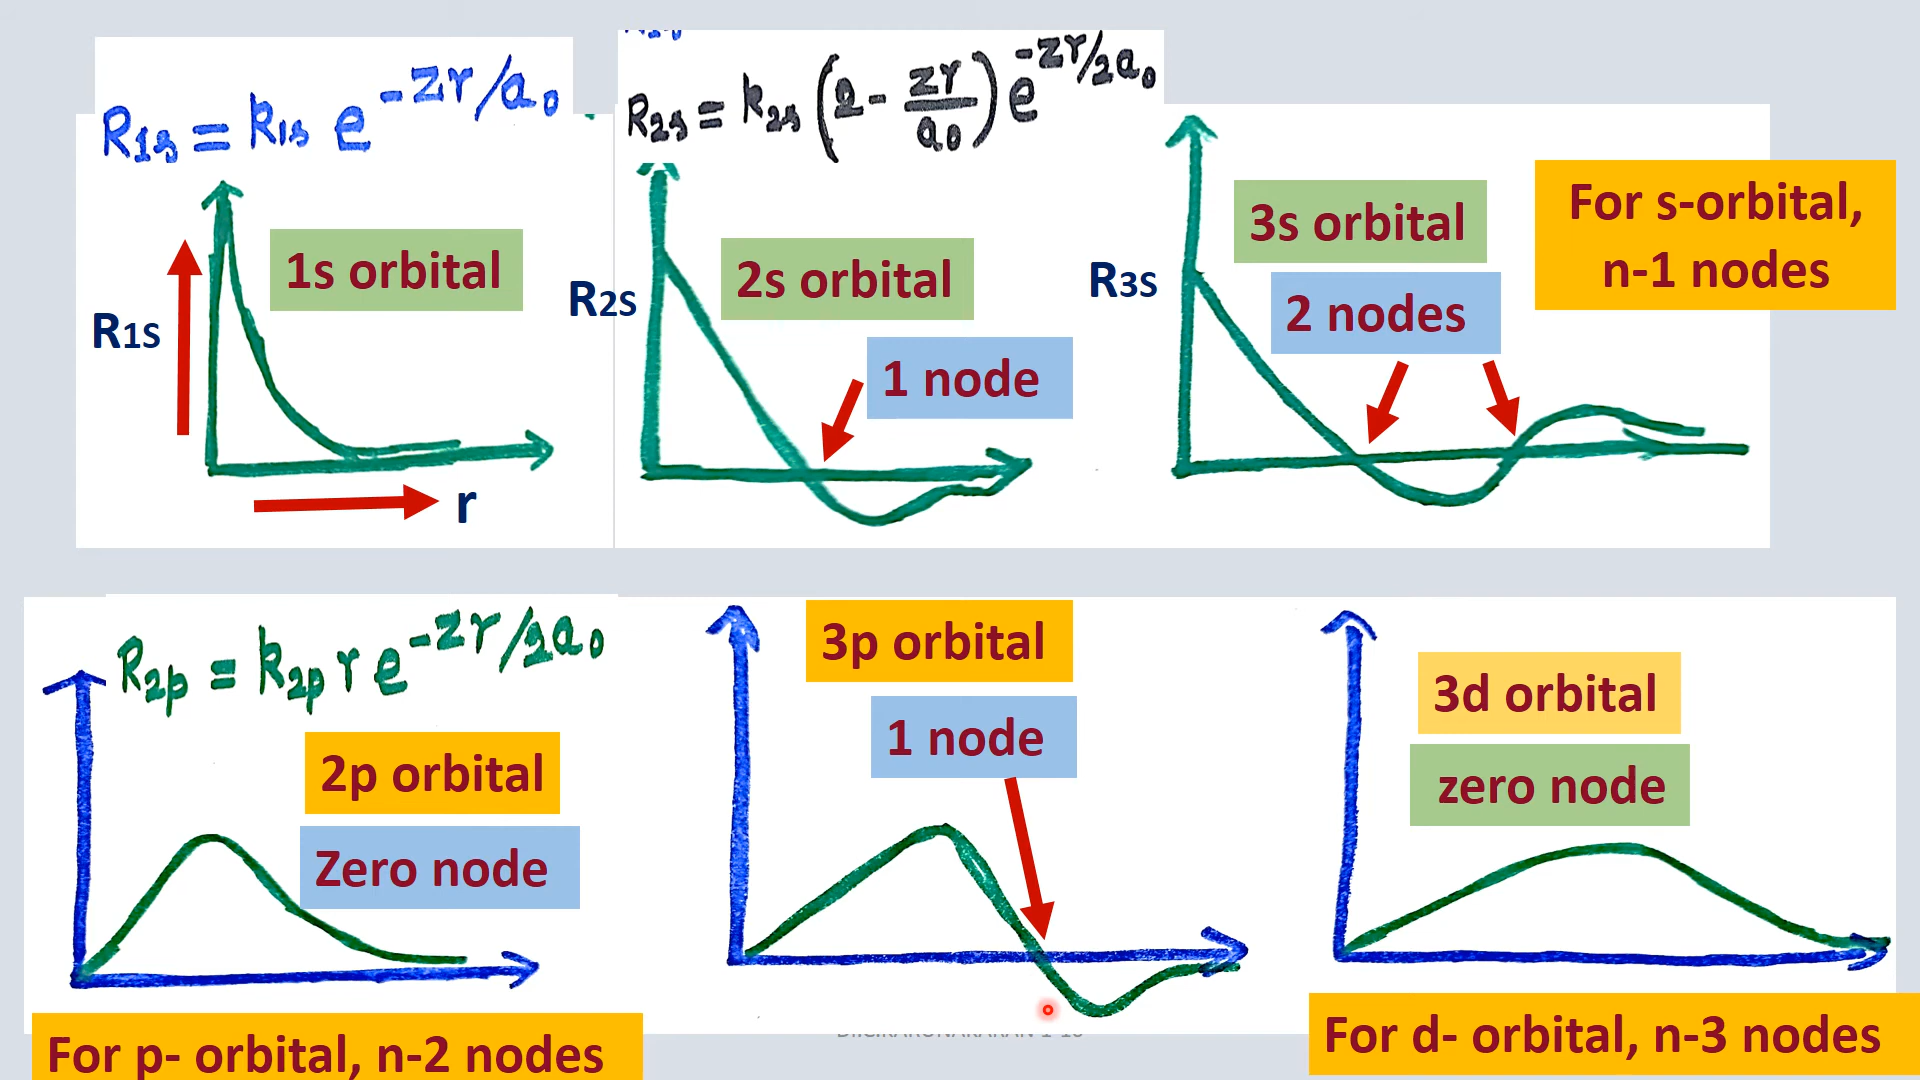 R1s = k1s e^-Zr/a0
R2s = k2s (2 - Zr/a0) e^-Zr/2a0
1s orbital
R1S
r
2s orbital
R2S
1 node
3s orbital
R3S
2 nodes
For s-orbital,
n-1 nodes
R2p = k2p r e^-Zr/2a0
2p orbital
Zero node
For p- orbital, n-2 nodes
3p orbital
1 node
3d orbital
zero node
For d- orbital, n-3 nodes